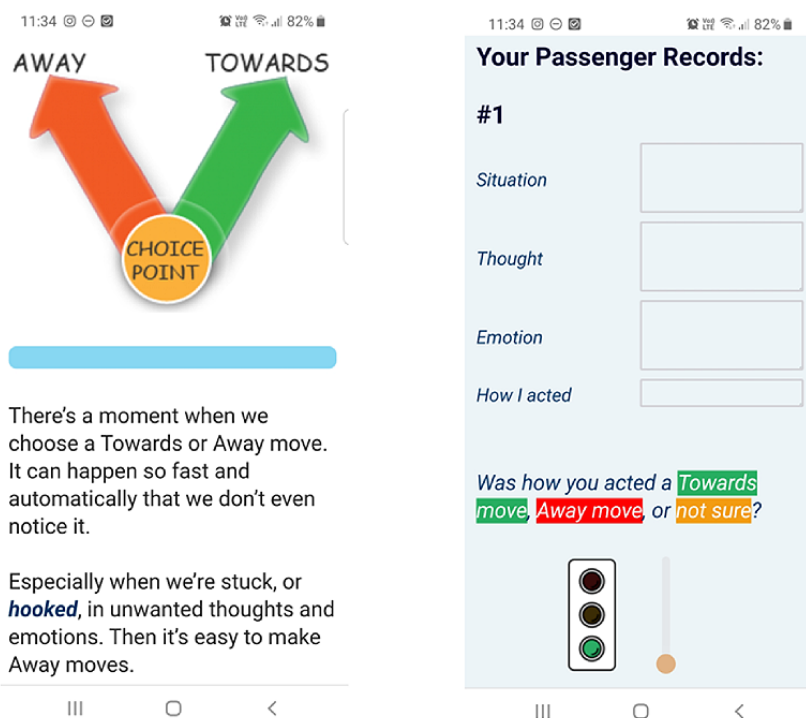 11:34
82%
AWAY
TOWARDS
CHOICE
POINT
There's a moment when we
choose a Towards or Away move.
It can happen so fast and
automatically that we don't even
notice it.
Especially when we're stuck, or
hooked, in unwanted thoughts and
emotions. Then it's easy to make
Away moves.
11:34
82%
Your Passenger Records:
#1
Situation
Thought
Emotion
How I acted
Was how you acted a Towards
move, Away move, or not sure?